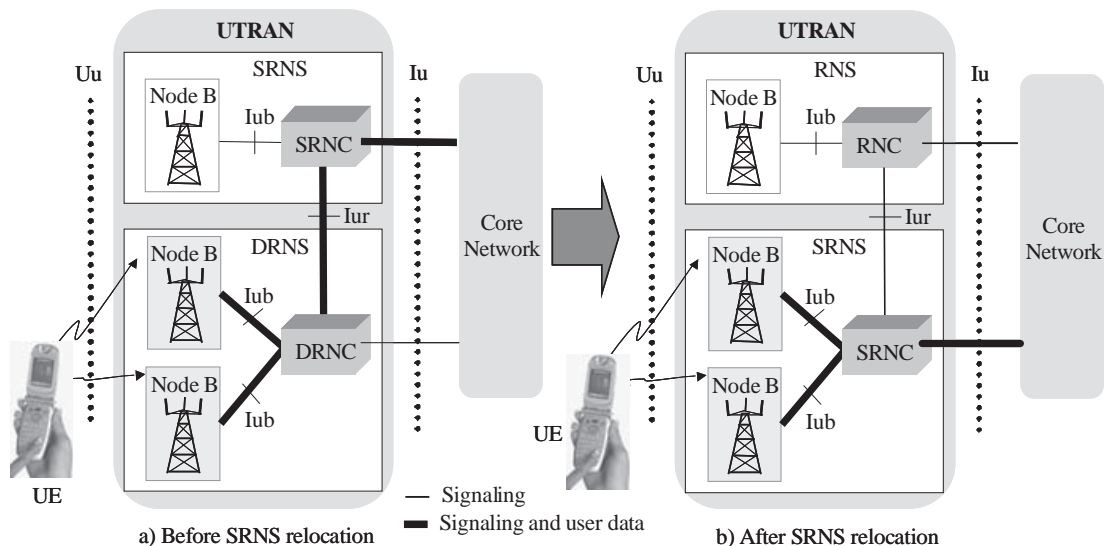 UTRAN
SRNS
Uu
Iu
Node B
Iub
SRNC
Iur
DRNS
Node B
Iub
DRNC
Node B
Iub
Core
Network
UE
a) Before SRNS relocation
Signaling
Signaling and user data
UTRAN
RNS
Uu
Iu
Node B
Iub
RNC
Iur
SRNS
Node B
Iub
SRNC
Node B
Iub
Core
Network
UE
b) After SRNS relocation